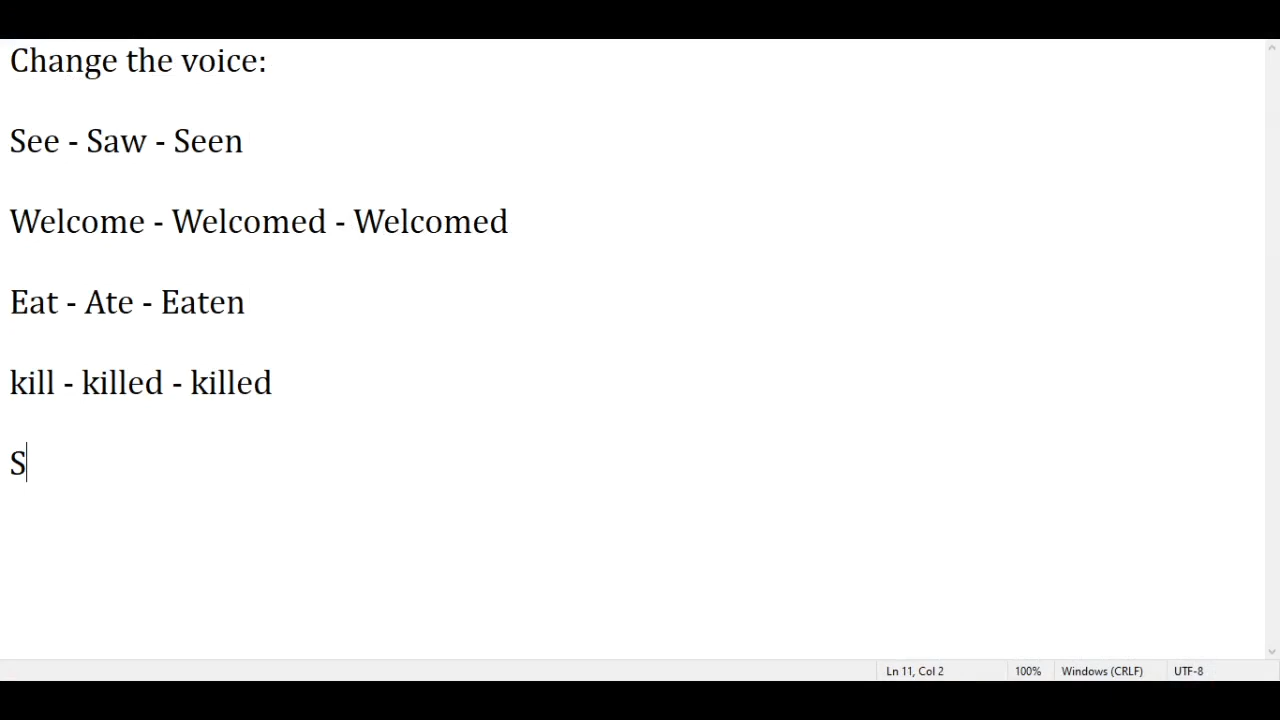 Change the voice:
See - Saw - Seen
Welcome - Welcomed - Welcomed
Eat - Ate - Eaten
kill - killed - killed
S
Ln 11, Col 2 100% Windows (CRLF) UTF-8